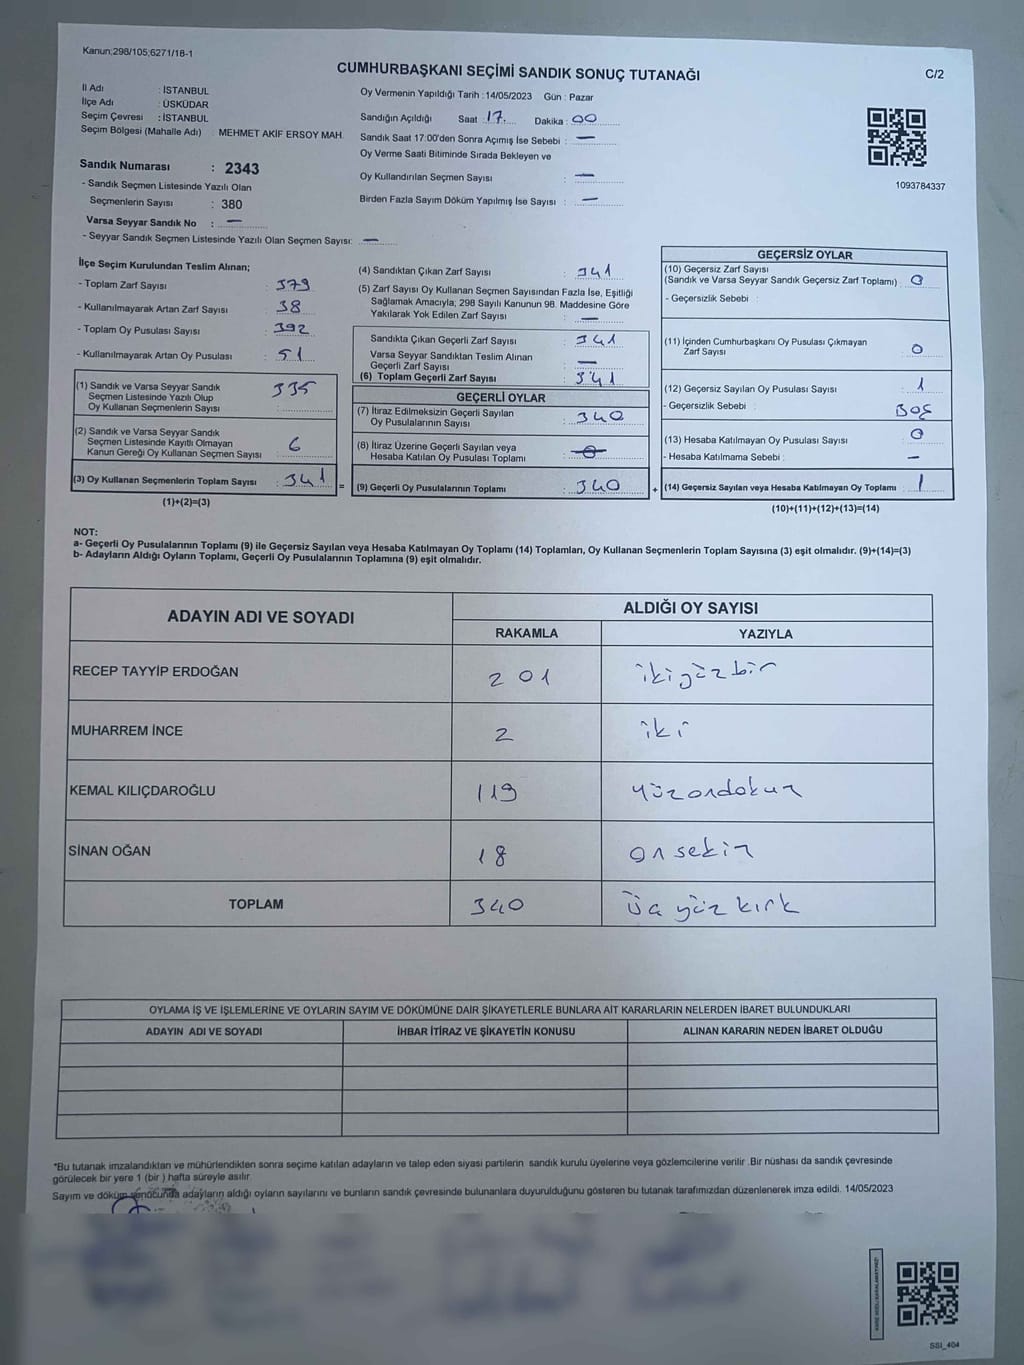 Kanun;298/105;6271/18-1
CUMHURBAŞKANI SEÇİMİ SANDIK SONUÇ TUTANAĞI
C/2
İl Adı : İSTANBUL
İlçe Adı : ÜSKÜDAR
Seçim Çevresi : İSTANBUL
Seçim Bölgesi (Mahalle Adı) : MEHMET AKİF ERSOY MAH.
Sandık Numarası : 2343
- Sandık Seçmen Listesinde Yazılı Olan
Seçmenlerin Sayısı : 380
Varsa Seyyar Sandık No : —
- Seyyar Sandık Seçmen Listesinde Yazılı Olan Seçmen Sayısı: —
Oy Vermenin Yapıldığı Tarih :14/05/2023 Gün : Pazar
Sandığın Açıldığı Saat : 17 Dakika : 00
Sandık Saat 17:00'den Sonra Açımış İse Sebebi : —
Oy Verme Saati Bitiminde Sırada Bekleyen ve
Oy Kullandırılan Seçmen Sayısı : —
Birden Fazla Sayım Döküm Yapılmış İse Sayısı : —
1093784337
İlçe Seçim Kurulundan Teslim Alınan;
- Toplam Zarf Sayısı : 379
- Kullanılmayarak Artan Zarf Sayısı : 38
- Toplam Oy Pusulası Sayısı : 392
- Kullanılmayarak Artan Oy Pusulası : 51
(1) Sandık ve Varsa Seyyar Sandık
Seçmen Listesinde Yazılı Olup
Oy Kullanan Seçmenlerin Sayısı : 335
(2) Sandık ve Varsa Seyyar Sandık
Seçmen Listesinde Kayıtlı Olmayan
Kanun Gereği Oy Kullanan Seçmen Sayısı : 6
(3) Oy Kullanan Seçmenlerin Toplam Sayısı : 341
(1)+(2)=(3)
(4) Sandıktan Çıkan Zarf Sayısı : 341
(5) Zarf Sayısı Oy Kullanan Seçmen Sayısından Fazla İse, Eşitliği
Sağlamak Amacıyla; 298 Sayılı Kanunun 98. Maddesine Göre
Yakılarak Yok Edilen Zarf Sayısı : —
Sandıkta Çıkan Geçerli Zarf Sayısı : 341
Varsa Seyyar Sandıktan Teslim Alınan
Geçerli Zarf Sayısı : —
(6) Toplam Geçerli Zarf Sayısı : 341
GEÇERLİ OYLAR
(7) İtiraz Edilmeksizin Geçerli Sayılan
Oy Pusulalarının Sayısı : 340
(8) İtiraz Üzerine Geçerli Sayılan veya
Hesaba Katılan Oy Pusulası Toplamı :
= (9) Geçerli Oy Pusulalarının Toplamı : 340 +
GEÇERSİZ OYLAR
(10) Geçersiz Zarf Sayısı
(Sandık ve Varsa Seyyar Sandık Geçersiz Zarf Toplamı) : 0
- Geçersizlik Sebebi :
(11) İçinden Cumhurbaşkanı Oy Pusulası Çıkmayan
Zarf Sayısı : 0
(12) Geçersiz Sayılan Oy Pusulası Sayısı : 1
- Geçersizlik Sebebi : Boş
(13) Hesaba Katılmayan Oy Pusulası Sayısı : 0
- Hesaba Katılmama Sebebi : —
(14) Geçersiz Sayılan veya Hesaba Katılmayan Oy Toplamı : 1
(10)+(11)+(12)+(13)=(14)
NOT:
a- Geçerli Oy Pusulalarının Toplamı (9) ile Geçersiz Sayılan veya Hesaba Katılmayan Oy Toplamı (14) Toplamları, Oy Kullanan Seçmenlerin Toplam Sayısına (3) eşit olmalıdır. (9)+(14)=(3)
b- Adayların Aldığı Oyların Toplamı, Geçerli Oy Pusulalarının Toplamına (9) eşit olmalıdır.
ADAYIN ADI VE SOYADI
ALDIĞI OY SAYISI
RAKAMLA YAZIYLA
RECEP TAYYİP ERDOĞAN 201 ikiyüzbir
MUHARREM İNCE 2 iki
KEMAL KILIÇDAROĞLU 119 yüzondokuz
SİNAN OĞAN 18 onsekiz
TOPLAM 340 üç yüz kırk
OYLAMA İŞ VE İŞLEMLERİNE VE OYLARIN SAYIM VE DÖKÜMÜNE DAİR ŞİKAYETLERLE BUNLARA AİT KARARLARIN NELERDEN İBARET BULUNDUKLARI
ADAYIN ADI VE SOYADI İHBAR İTİRAZ VE ŞİKAYETİN KONUSU ALINAN KARARIN NEDEN İBARET OLDUĞU
*Bu tutanak imzalandıktan ve mühürlendikten sonra seçime katılan adayların ve talep eden siyasi partilerin sandık kurulu üyelerine veya gözlemcilerine verilir .Bir nüshası da sandık çevresinde
görülecek bir yere 1 (bir ) hafta süreyle asılır.
Sayım ve döküm sonucunda adayların aldığı oyların sayılarını ve bunların sandık çevresinde bulunanlara duyurulduğunu gösteren bu tutanak tarafımızdan düzenlenerek imza edildi. 14/05/2023
SSI_404